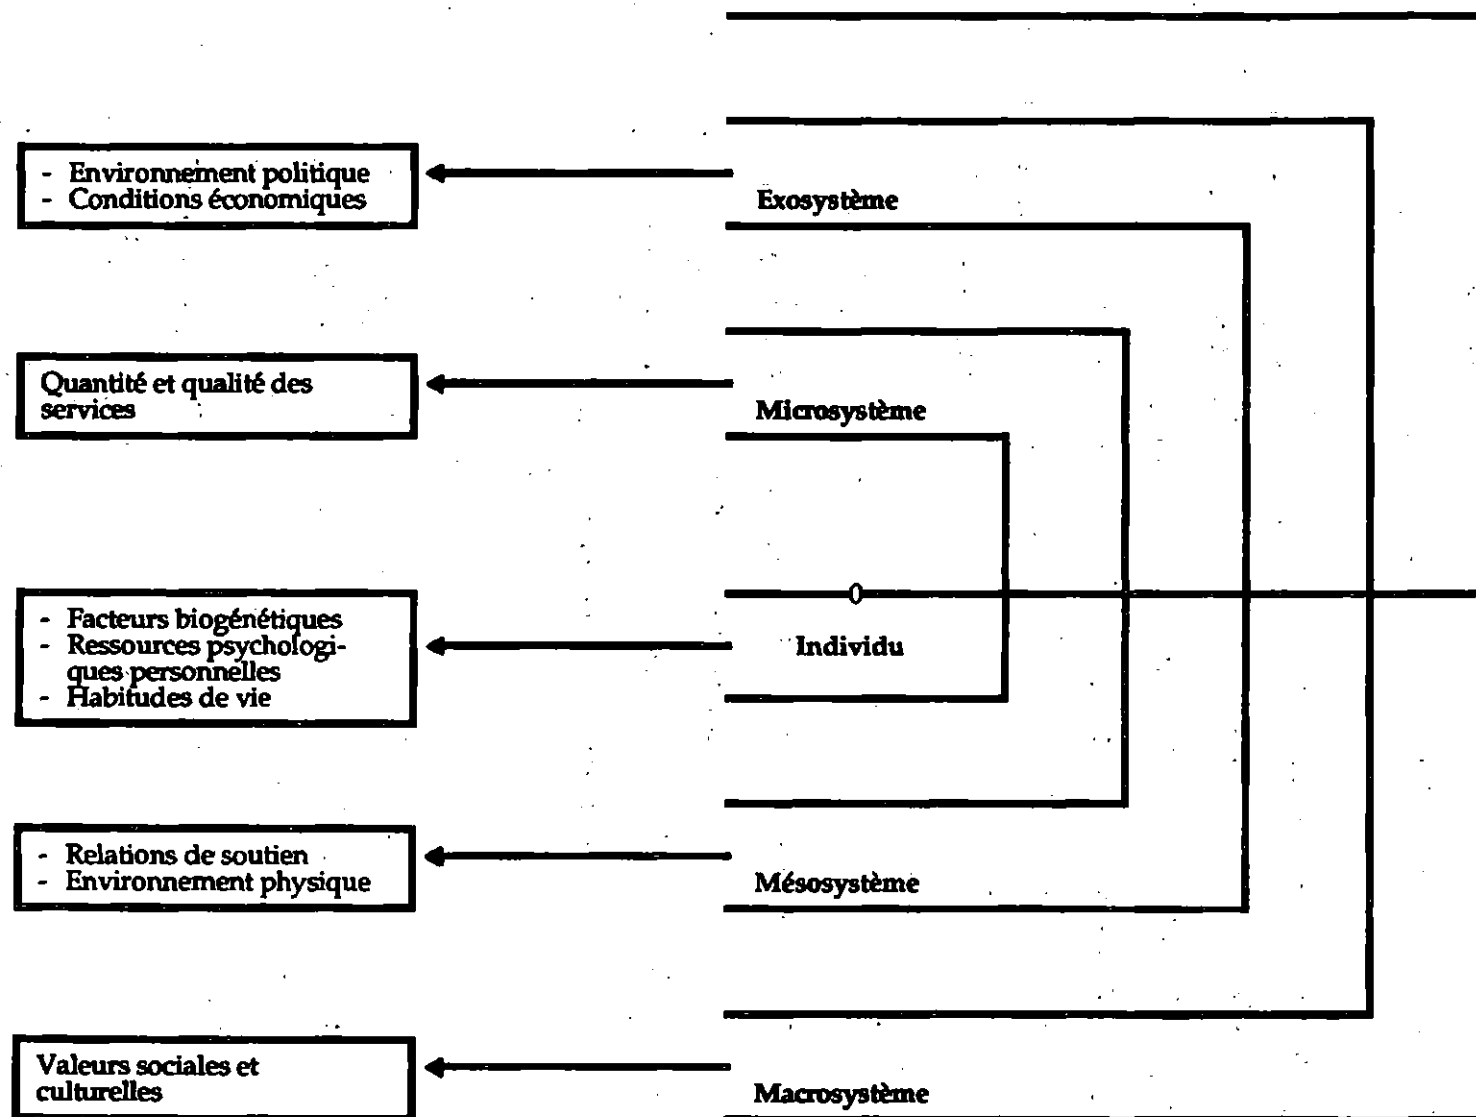 - Environnement politique
- Conditions économiques
Exosystème
Quantité et qualité des
services
Microsystème
- Facteurs biogénétiques
- Ressources psychologi-
ques personnelles
- Habitudes de vie
Individu
- Relations de soutien
- Environnement physique
Mésosystème
Valeurs sociales et
culturelles
Macrosystème